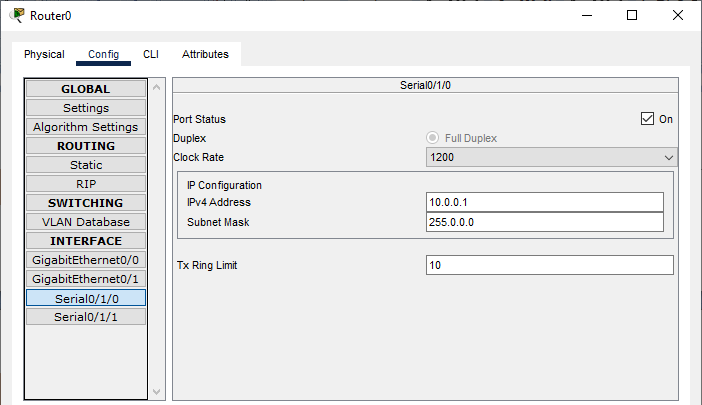 Router0
Physical Config CLI Attributes
GLOBAL
Settings
Algorithm Settings
ROUTING
Static
RIP
SWITCHING
VLAN Database
INTERFACE
GigabitEthernet0/0
GigabitEthernet0/1
Serial0/1/0
Serial0/1/1
Serial0/1/0
Port Status On
Duplex Full Duplex
Clock Rate 1200
IP Configuration
IPv4 Address 10.0.0.1
Subnet Mask 255.0.0.0
Tx Ring Limit 10